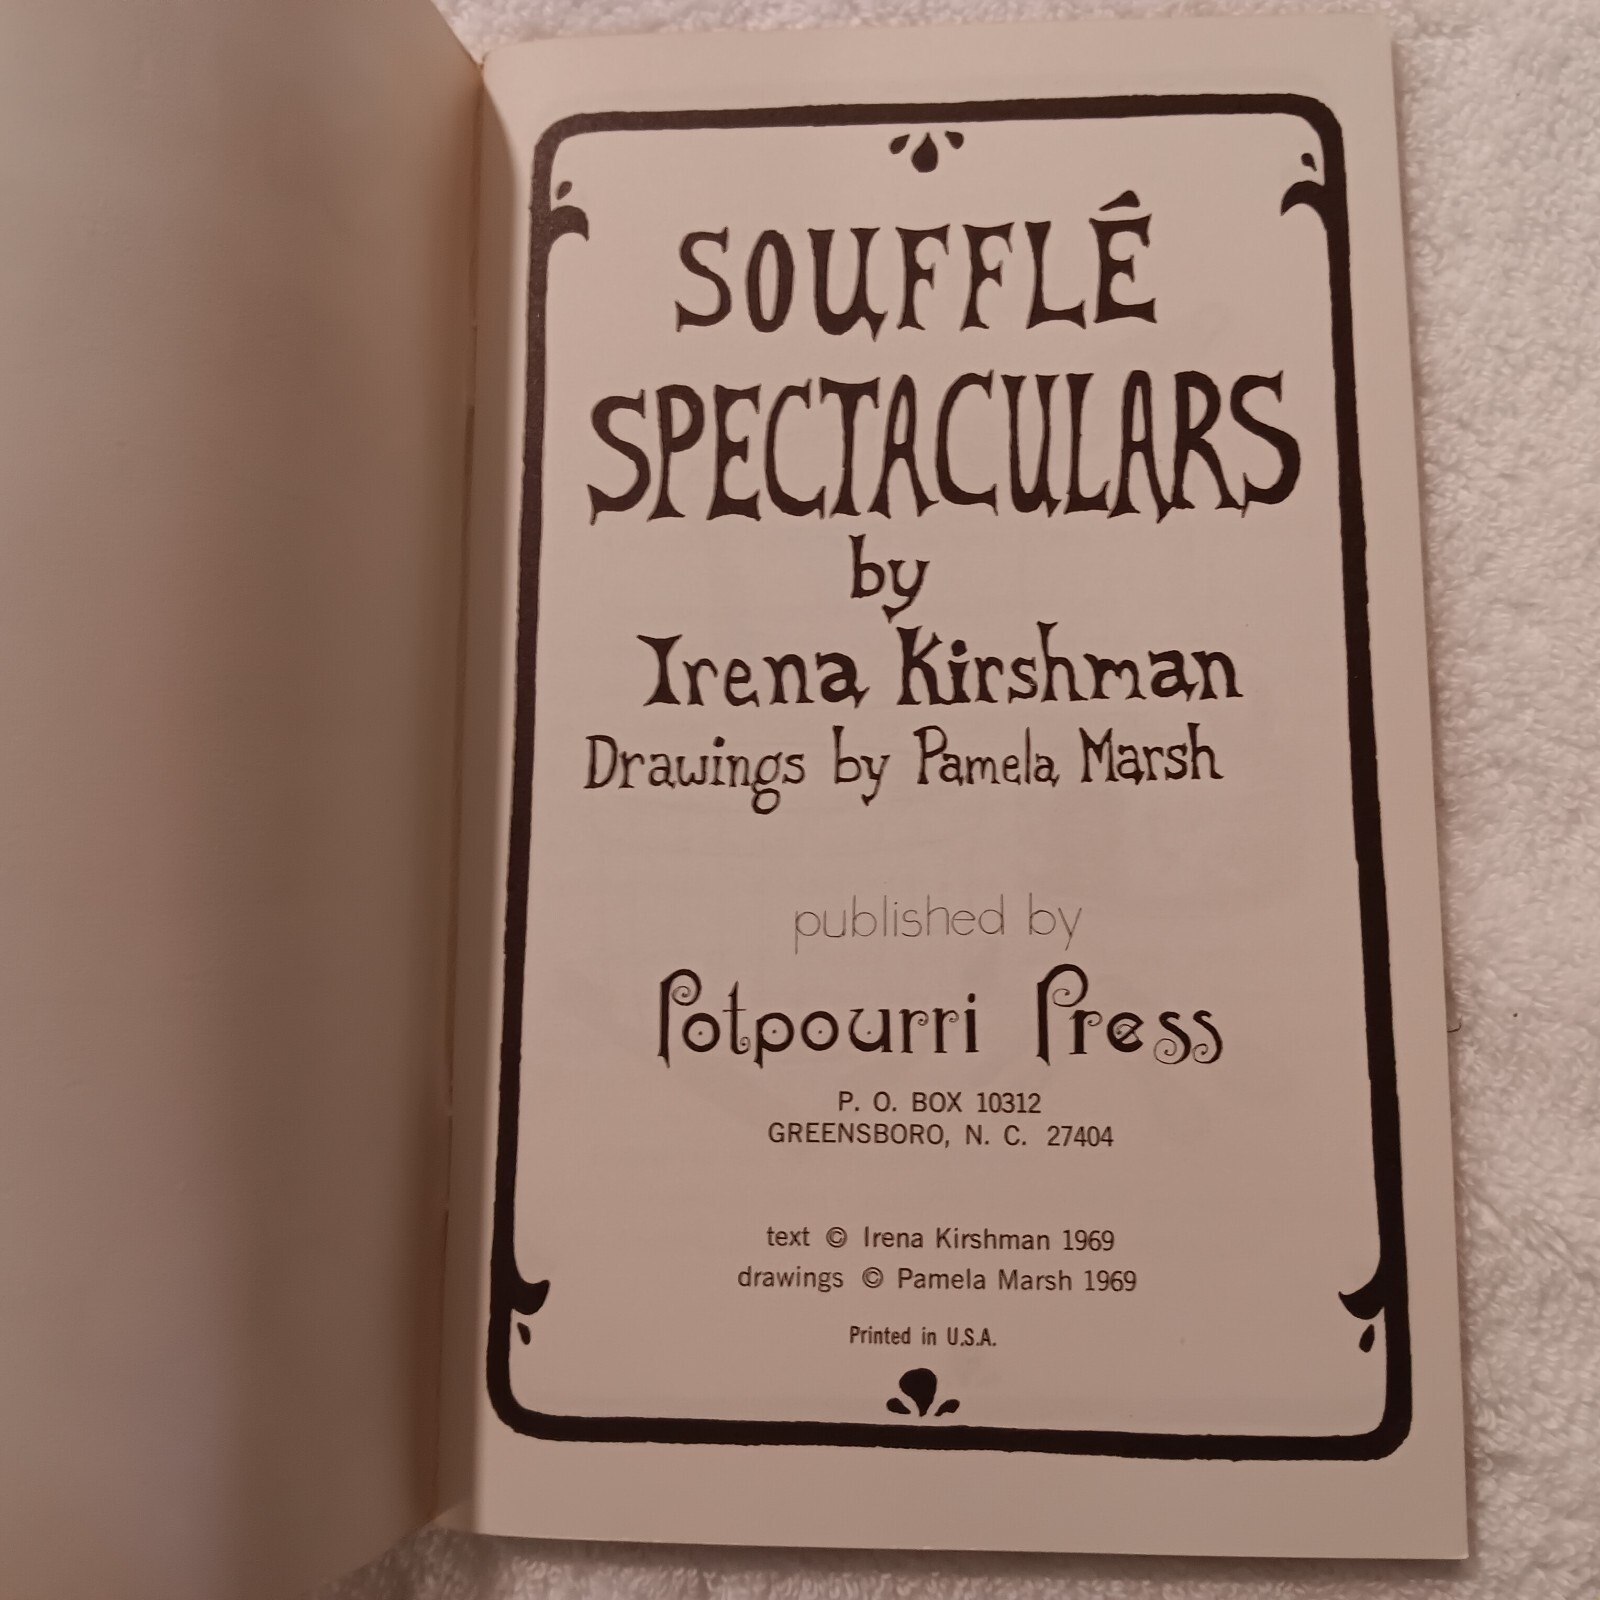 SOUFFLÉ
SPECTACULARS
by
Irena Kirshman
Drawings by Pamela Marsh
published by
Potpourri Press
P. O. BOX 10312
GREENSBORO, N. C. 27404
text © Irena Kirshman 1969
drawings © Pamela Marsh 1969
Printed in U.S.A.